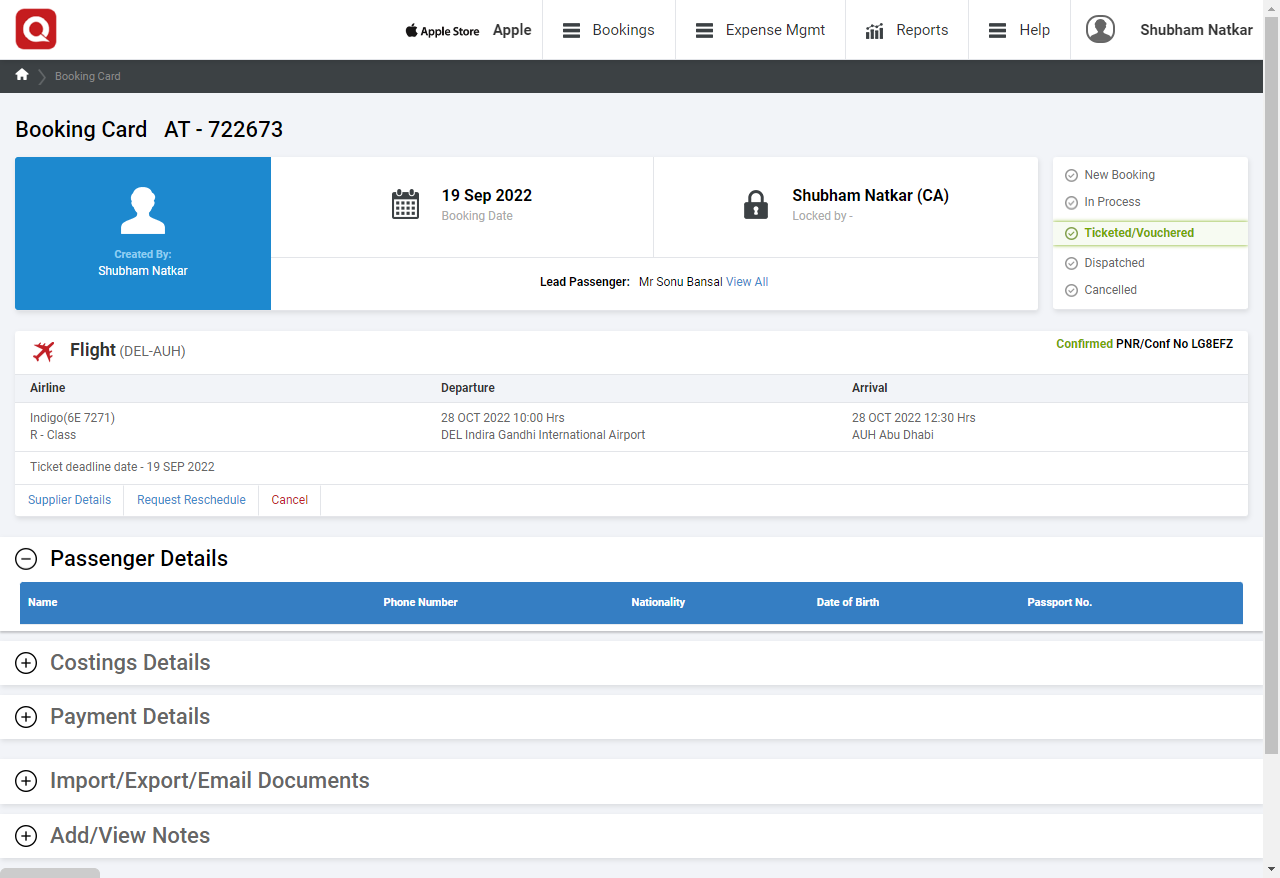 Apple Store Apple Bookings Expense Mgmt Reports Help Shubham Natkar
Booking Card
Booking Card AT - 722673
Created By:
Shubham Natkar
19 Sep 2022
Booking Date
Shubham Natkar (CA)
Locked by -
Lead Passenger: Mr Sonu Bansal View All
New Booking
In Process
Ticketed/Vouchered
Dispatched
Cancelled
Flight (DEL-AUH)
Confirmed PNR/Conf No LG8EFZ
Airline Departure Arrival
Indigo(6E 7271) 28 OCT 2022 10:00 Hrs 28 OCT 2022 12:30 Hrs
R - Class DEL Indira Gandhi International Airport AUH Abu Dhabi
Ticket deadline date - 19 SEP 2022
Supplier Details Request Reschedule Cancel
Passenger Details
Name Phone Number Nationality Date of Birth Passport No.
Costings Details
Payment Details
Import/Export/Email Documents
Add/View Notes